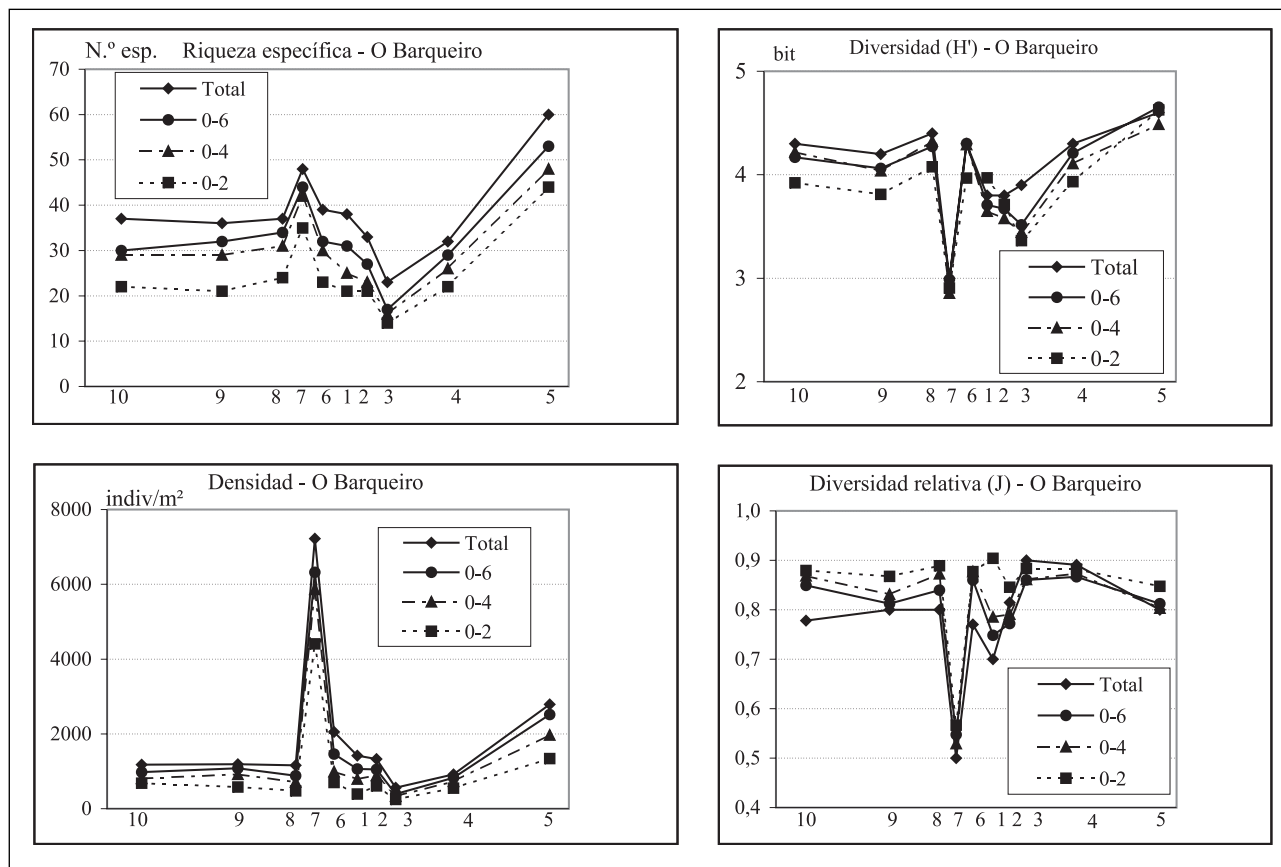 N.º esp. Riqueza específica - O Barqueiro
70
60
50
40
30
20
10
0
Total
0-6
0-4
0-2
10 9 8 7 6 1 2 3 4 5
Diversidad (H') - O Barqueiro
bit
5
4
3
2
Total
0-6
0-4
0-2
10 9 8 7 6 1 2 3 4 5
Densidad - O Barqueiro
indiv/m²
8000
6000
4000
2000
0
Total
0-6
0-4
0-2
10 9 8 7 6 1 2 3 4 5
Diversidad relativa (J) - O Barqueiro
1,0
0,9
0,8
0,7
0,6
0,5
0,4
Total
0-6
0-4
0-2
10 9 8 7 6 1 2 3 4 5